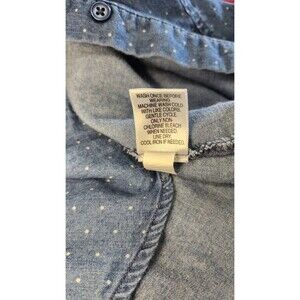 WASH ONCE BEFORE
WEARING.
MACHINE WASH COLD
WITH LIKE COLORS.
GENTLE CYCLE.
ONLY NON-
CHLORINE BLEACH
WHEN NEEDED.
LINE DRY.
COOL IRON IF NEEDED.